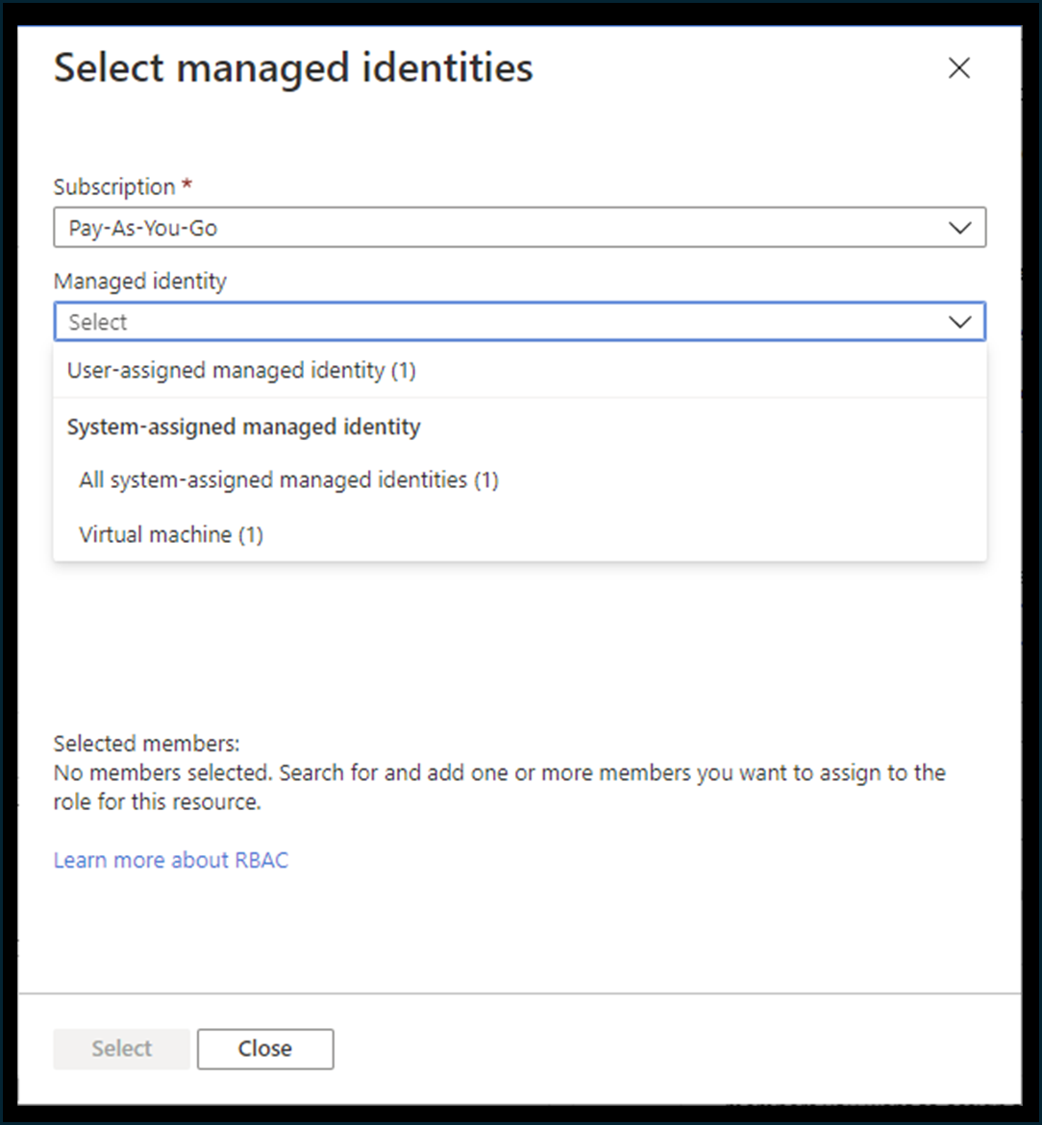 Select managed identities
Subscription *
Pay-As-You-Go
Managed identity
Select
User-assigned managed identity (1)
System-assigned managed identity
All system-assigned managed identities (1)
Virtual machine (1)
Selected members:
No members selected. Search for and add one or more members you want to assign to the
role for this resource.
Learn more about RBAC
Select
Close